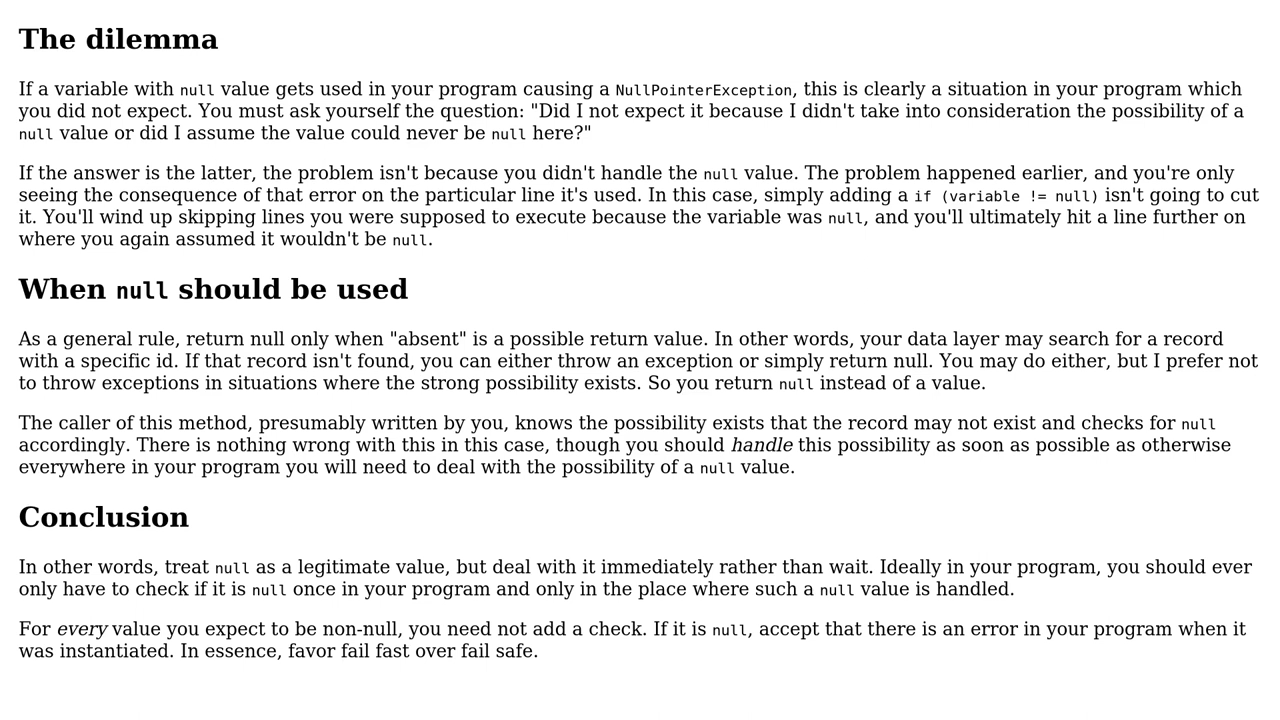 The dilemma
If a variable with null value gets used in your program causing a NullPointerException, this is clearly a situation in your program which
you did not expect. You must ask yourself the question: "Did I not expect it because I didn't take into consideration the possibility of a
null value or did I assume the value could never be null here?"
If the answer is the latter, the problem isn't because you didn't handle the null value. The problem happened earlier, and you're only
seeing the consequence of that error on the particular line it's used. In this case, simply adding a if (variable != null) isn't going to cut
it. You'll wind up skipping lines you were supposed to execute because the variable was null, and you'll ultimately hit a line further on
where you again assumed it wouldn't be null.
When null should be used
As a general rule, return null only when "absent" is a possible return value. In other words, your data layer may search for a record
with a specific id. If that record isn't found, you can either throw an exception or simply return null. You may do either, but I prefer not
to throw exceptions in situations where the strong possibility exists. So you return null instead of a value.
The caller of this method, presumably written by you, knows the possibility exists that the record may not exist and checks for null
accordingly. There is nothing wrong with this in this case, though you should handle this possibility as soon as possible as otherwise
everywhere in your program you will need to deal with the possibility of a null value.
Conclusion
In other words, treat null as a legitimate value, but deal with it immediately rather than wait. Ideally in your program, you should ever
only have to check if it is null once in your program and only in the place where such a null value is handled.
For every value you expect to be non-null, you need not add a check. If it is null, accept that there is an error in your program when it
was instantiated. In essence, favor fail fast over fail safe.